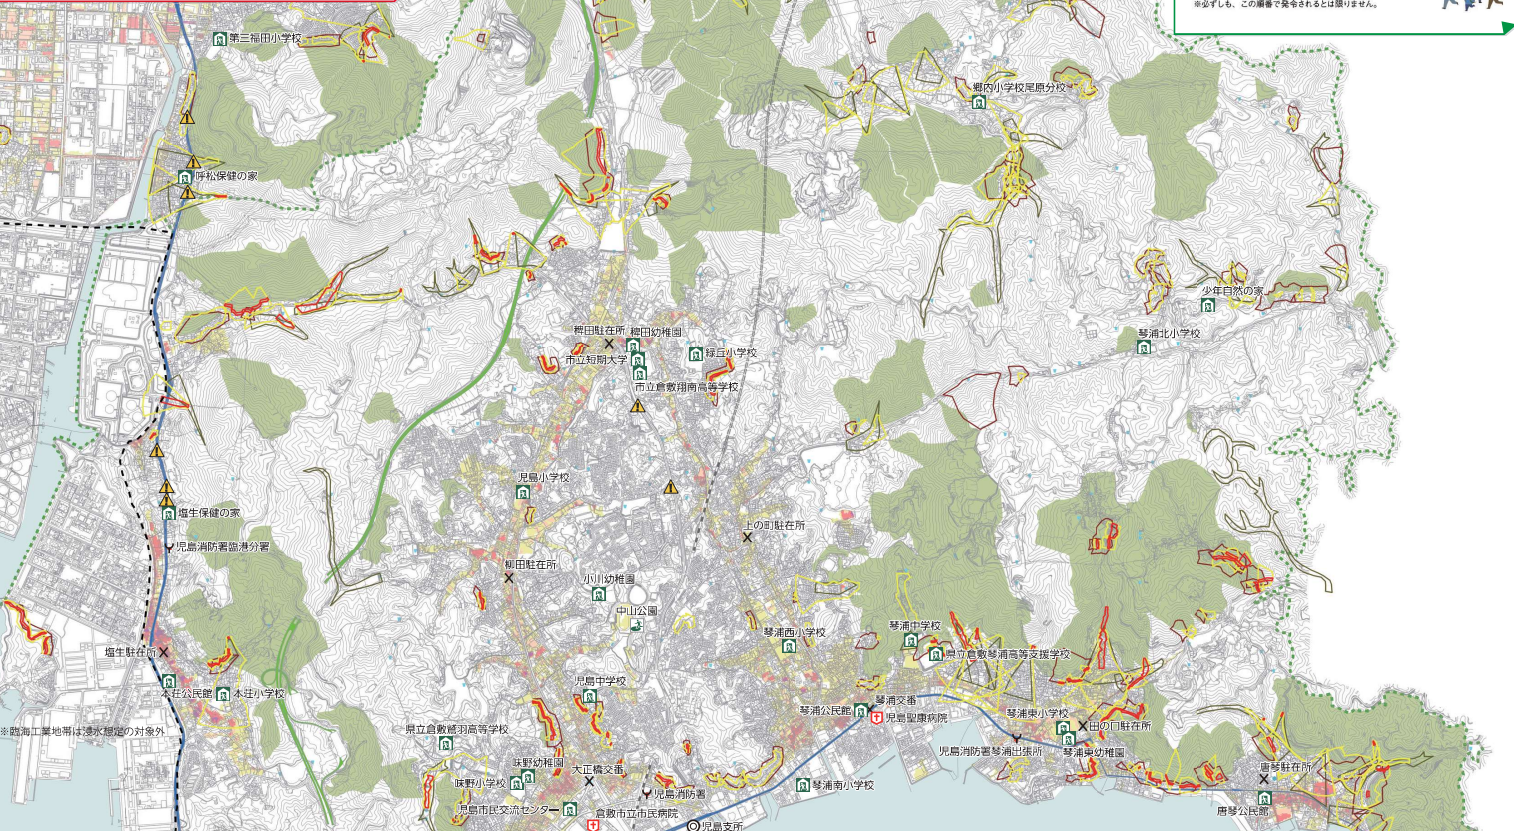 ※必ずしも、この順番で発令されるとは限りません。
第三福田小学校
郷内小学校尾原分校
呼松保健の家
少年自然の家
稗田駐在所
稗田幼稚園
琴浦北小学校
市立短期大学
緑丘小学校
市立倉敷翔南高等学校
児島小学校
塩生保健の家
上の町駐在所
児島消防署臨港分署
柳田駐在所
小川幼稚園
中山公園
琴浦中学校
琴浦西小学校
塩生駐在所
県立倉敷琴浦高等支援学校
児島中学校
本荘公民館
本荘小学校
琴浦交番
琴浦公民館
児島聖康病院
琴浦東小学校
田の口駐在所
※臨海工業地帯は浸水想定の対象外
県立倉敷鷲羽高等学校
児島消防署琴浦出張所
琴浦東幼稚園
味野幼稚園
大正橋交番
唐琴駐在所
味野小学校
琴浦南小学校
児島消防署
児島市民交流センター
倉敷市立市民病院
唐琴公民館
児島支所